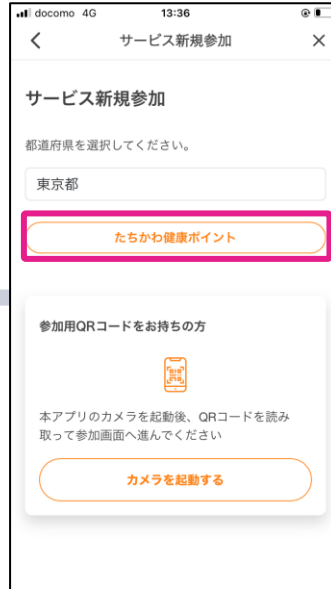 docomo 4G 13:36
サービス新規参加
サービス新規参加
都道府県を選択してください。
東京都
たちかわ健康ポイント
参加用QRコードをお持ちの方
本アプリのカメラを起動後、QRコードを読み
取って参加画面へ進んでください
カメラを起動する